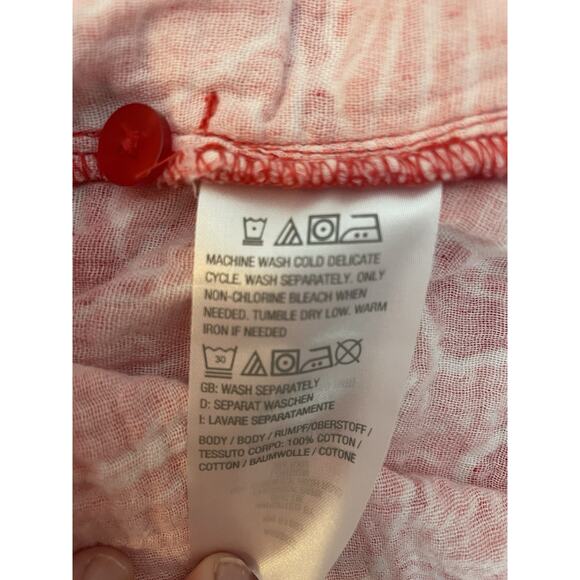 MACHINE WASH COLD DELICATE
CYCLE, WASH SEPARATELY, ONLY
NON-CHLORINE BLEACH WHEN
NEEDED, TUMBLE DRY LOW, WARM
IRON IF NEEDED
30
GB: WASH SEPARATELY
D: SEPARAT WASCHEN
I: LAVARE SEPARATAMENTE
BODY / BODY / RUMPF/OBERSTOFF /
TESSUTO CORPO: 100% COTTON /
COTTON / BAUMWOLLE / COTONE